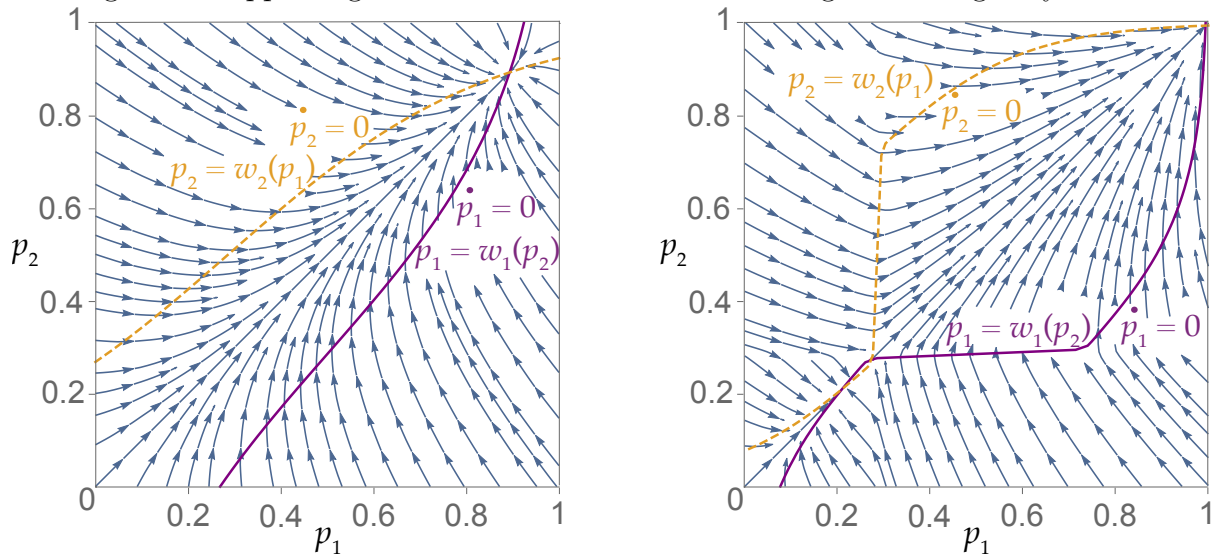 1
0.8
0.6
0.4
0.2
p₂
ṗ₂ = 0
p₂ = w₂(p₁)
ṗ₁ = 0
p₁ = w₁(p₂)
0 0.2 0.4 0.6 0.8 1
p₁
1
0.8
0.6
0.4
0.2
p₂
p₂ = w₂(p₁)
ṗ₂ = 0
p₁ = w₁(p₂)
ṗ₁ = 0
0 0.2 0.4 0.6 0.8 1
p₁